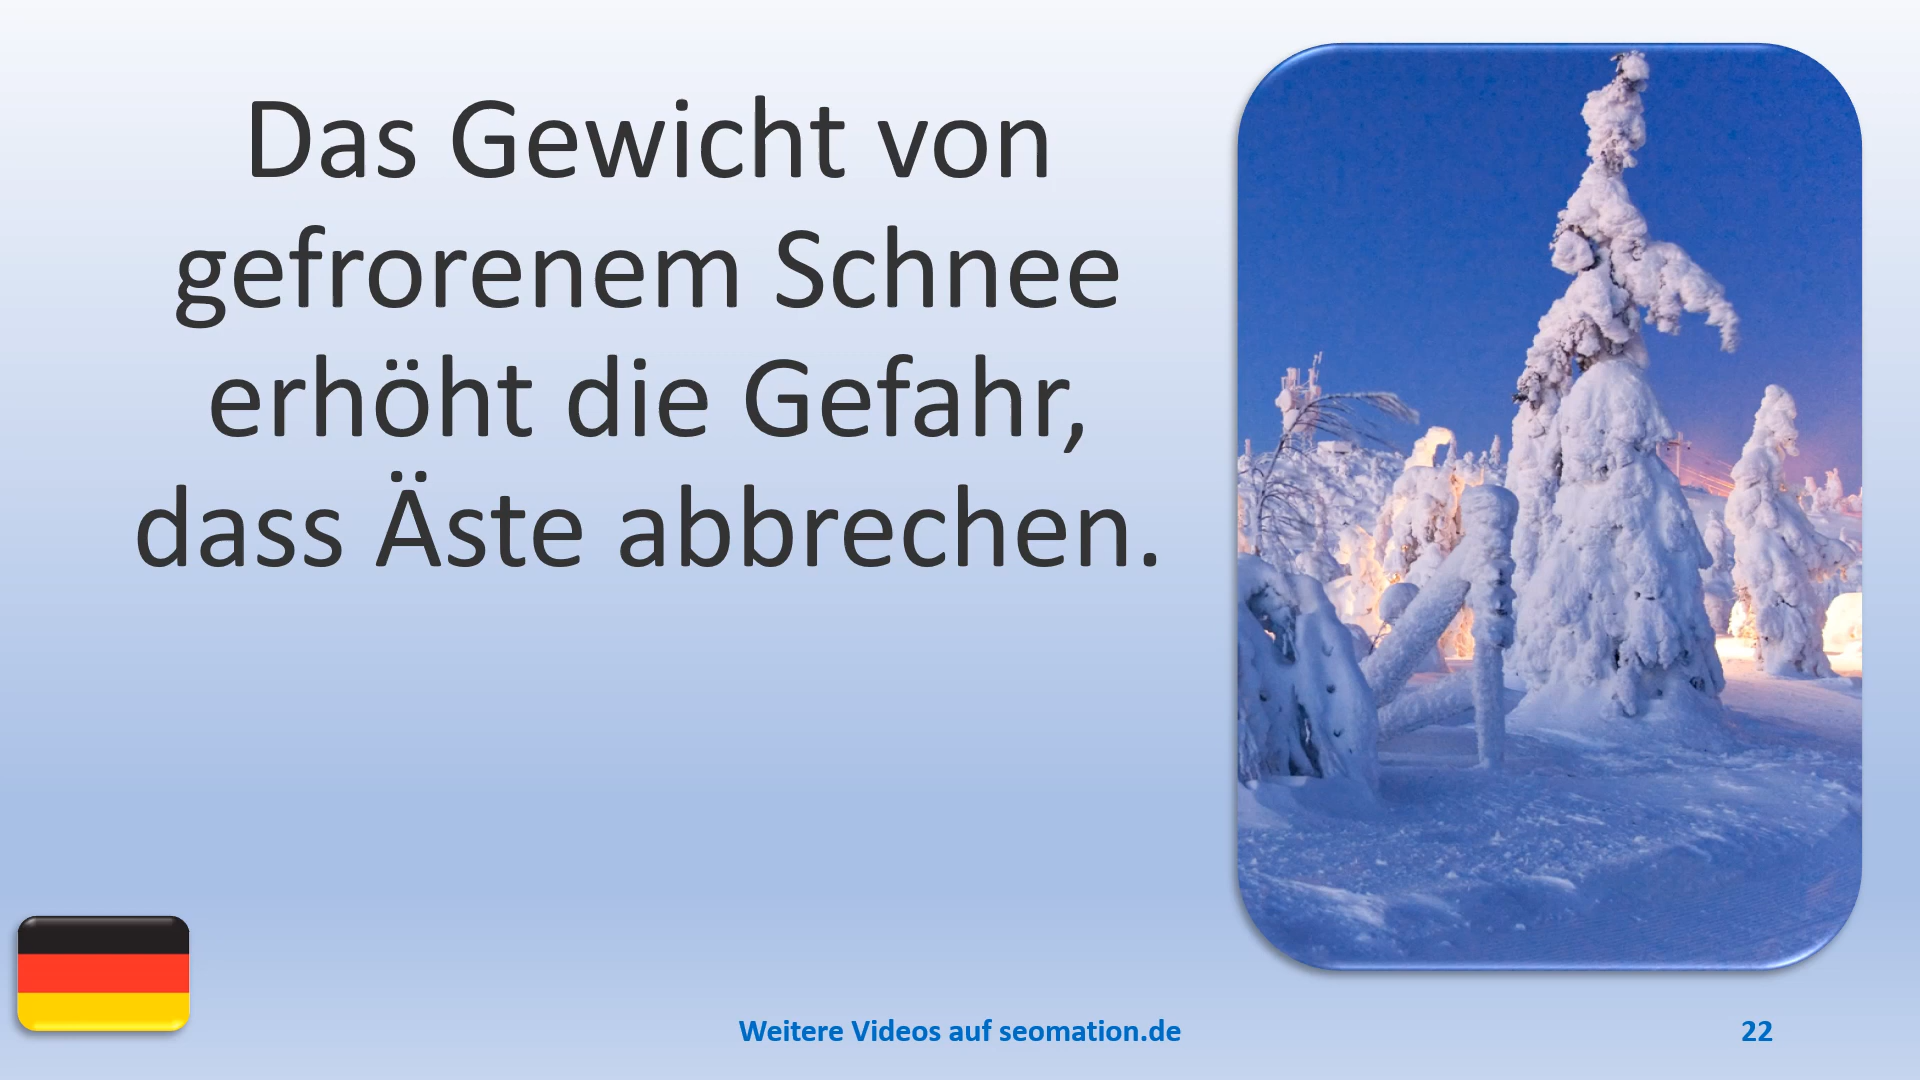 Das Gewicht von
gefrorenem Schnee
erhöht die Gefahr,
dass Äste abbrechen.
Weitere Videos auf seomation.de
22